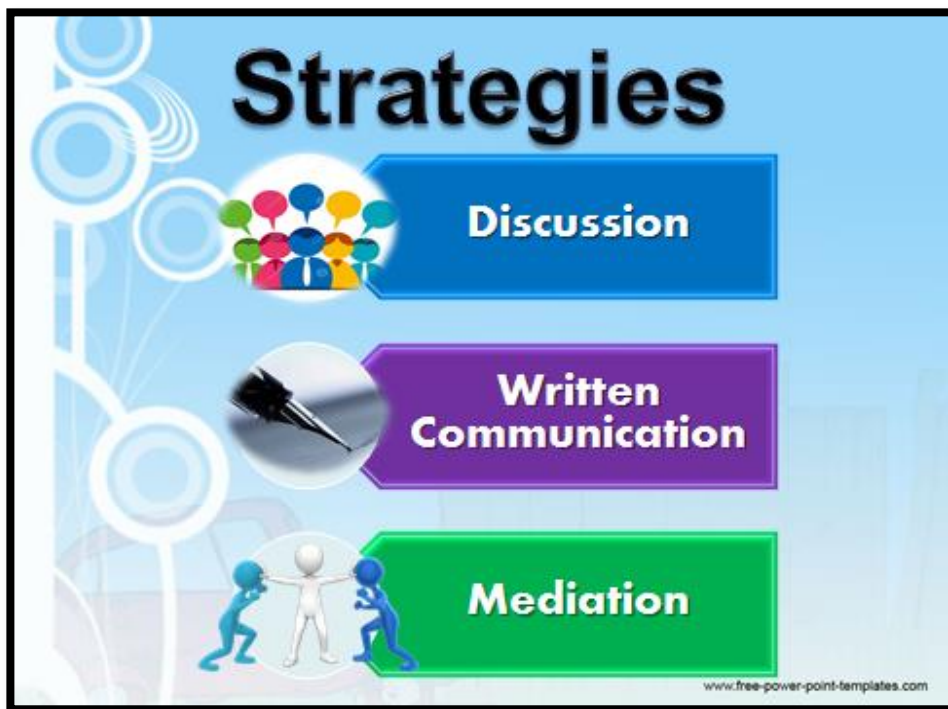 Strategies
Discussion
Written
Communication
Mediation
www.free-power-point-templates.com